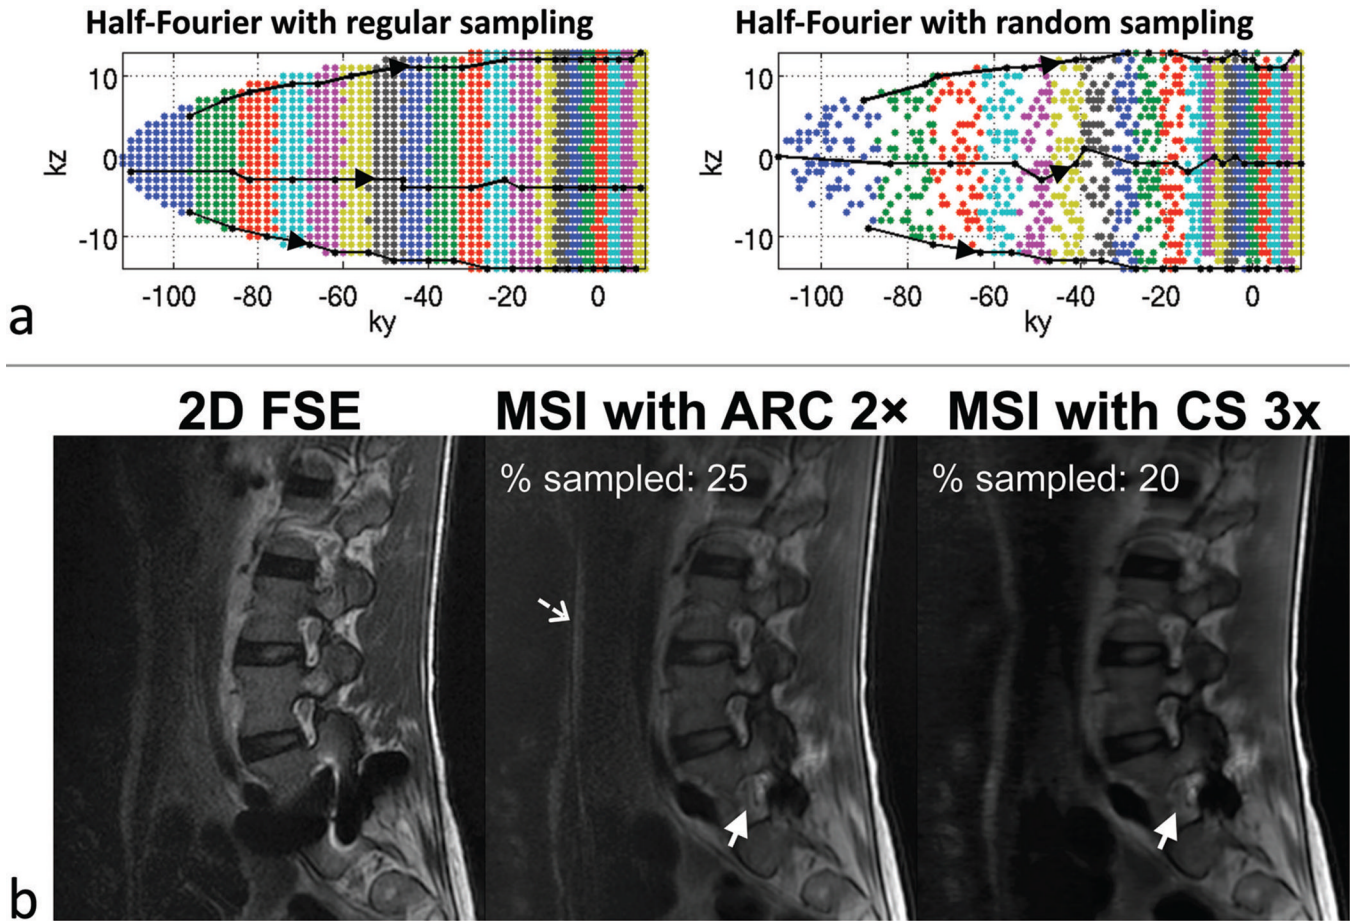 Half-Fourier with regular sampling
Half-Fourier with random sampling
10
0
-10
kz
-100 -80 -60 -40 -20 0
ky
10
0
-10
kz
-100 -80 -60 -40 -20 0
ky
a
2D FSE
MSI with ARC 2×
MSI with CS 3x
% sampled: 25
% sampled: 20
b